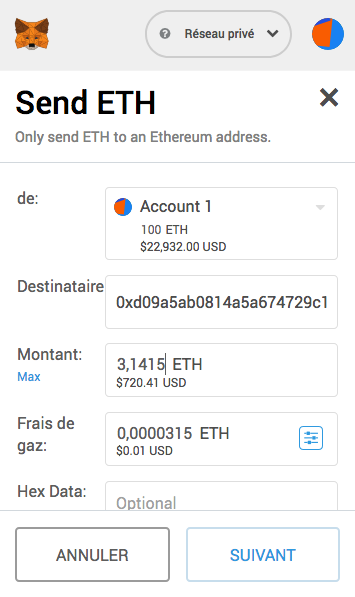 Réseau privé
Send ETH
Only send ETH to an Ethereum address.
de:
Account 1
100 ETH
$22,932.00 USD
Destinataire
0xd09a5ab0814a5a674729c1
Montant:
Max
3,1415 ETH
$720.41 USD
Frais de
gaz:
0,0000315 ETH
$0.01 USD
Hex Data:
Optional
ANNULER
SUIVANT